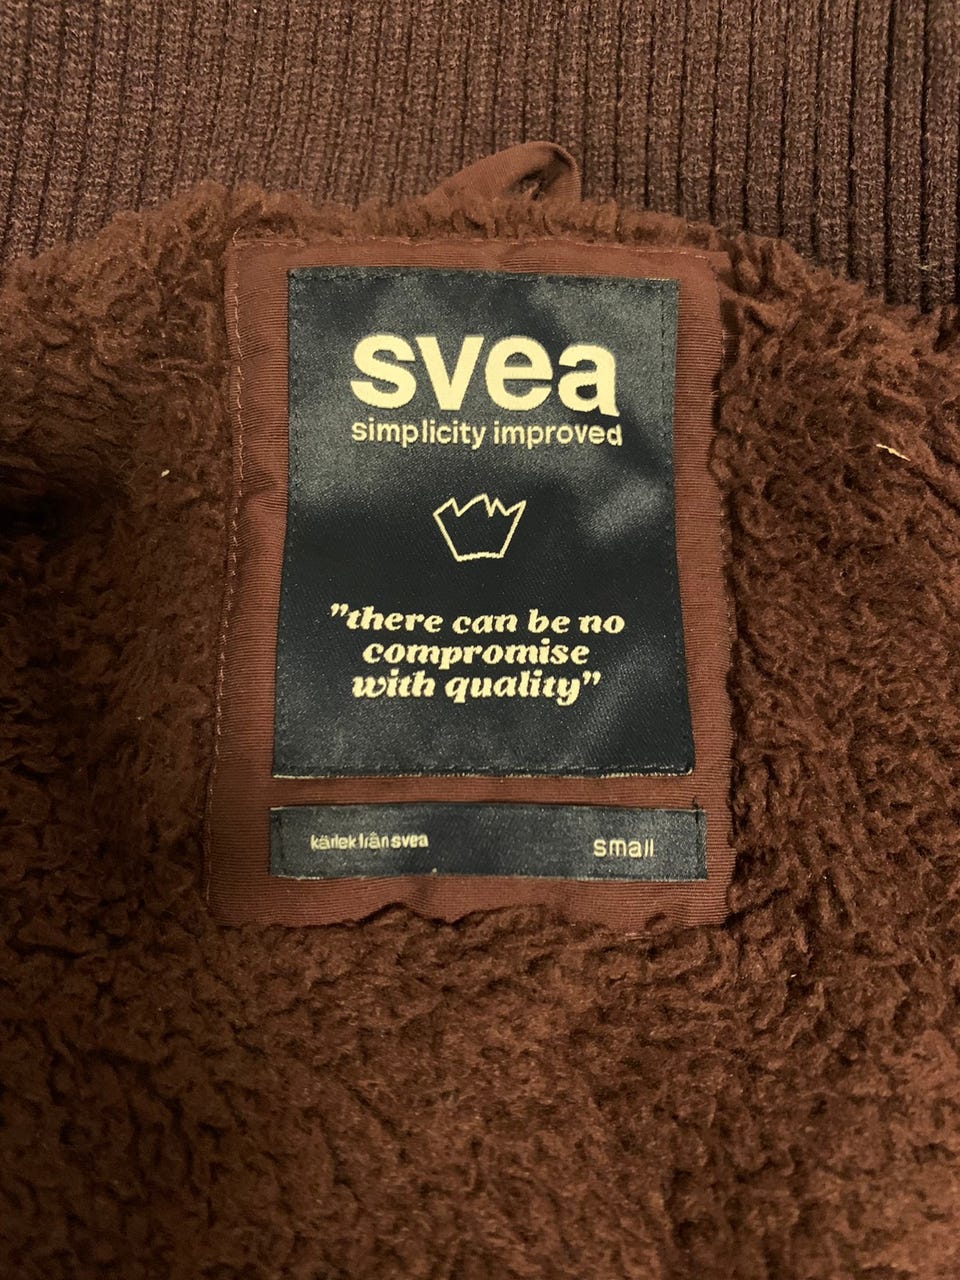 svea
simplicity improved
”there can be no
compromise
with quality”
kärlek från svea
small